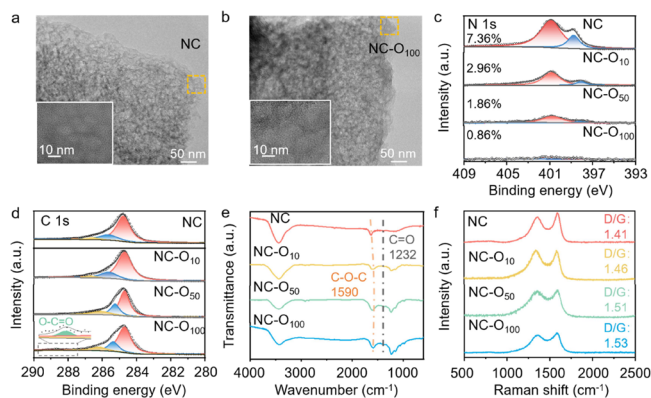 a
NC
10 nm
50 nm
b
NC-O100
10 nm
50 nm
c
N 1s
NC
7.36%
NC-O10
2.96%
NC-O50
1.86%
NC-O100
0.86%
Intensity (a.u.)
409 405 401 397 393
Binding energy (eV)
d
C 1s
NC
NC-O10
NC-O50
O-C=O
NC-O100
Intensity (a.u.)
290 288 286 284 282 280
Binding energy (eV)
e
NC
C=O
1232
NC-O10
C-O-C
1590
NC-O50
NC-O100
Transmittance (a.u.)
4000 3000 2000 1000
Wavenumber (cm-1)
f
NC
D/G:
1.41
NC-O10
D/G:
1.46
NC-O50
D/G:
1.51
NC-O100
D/G:
1.53
Intensity (a.u.)
500 1000 1500 2000 2500
Raman shift (cm-1)